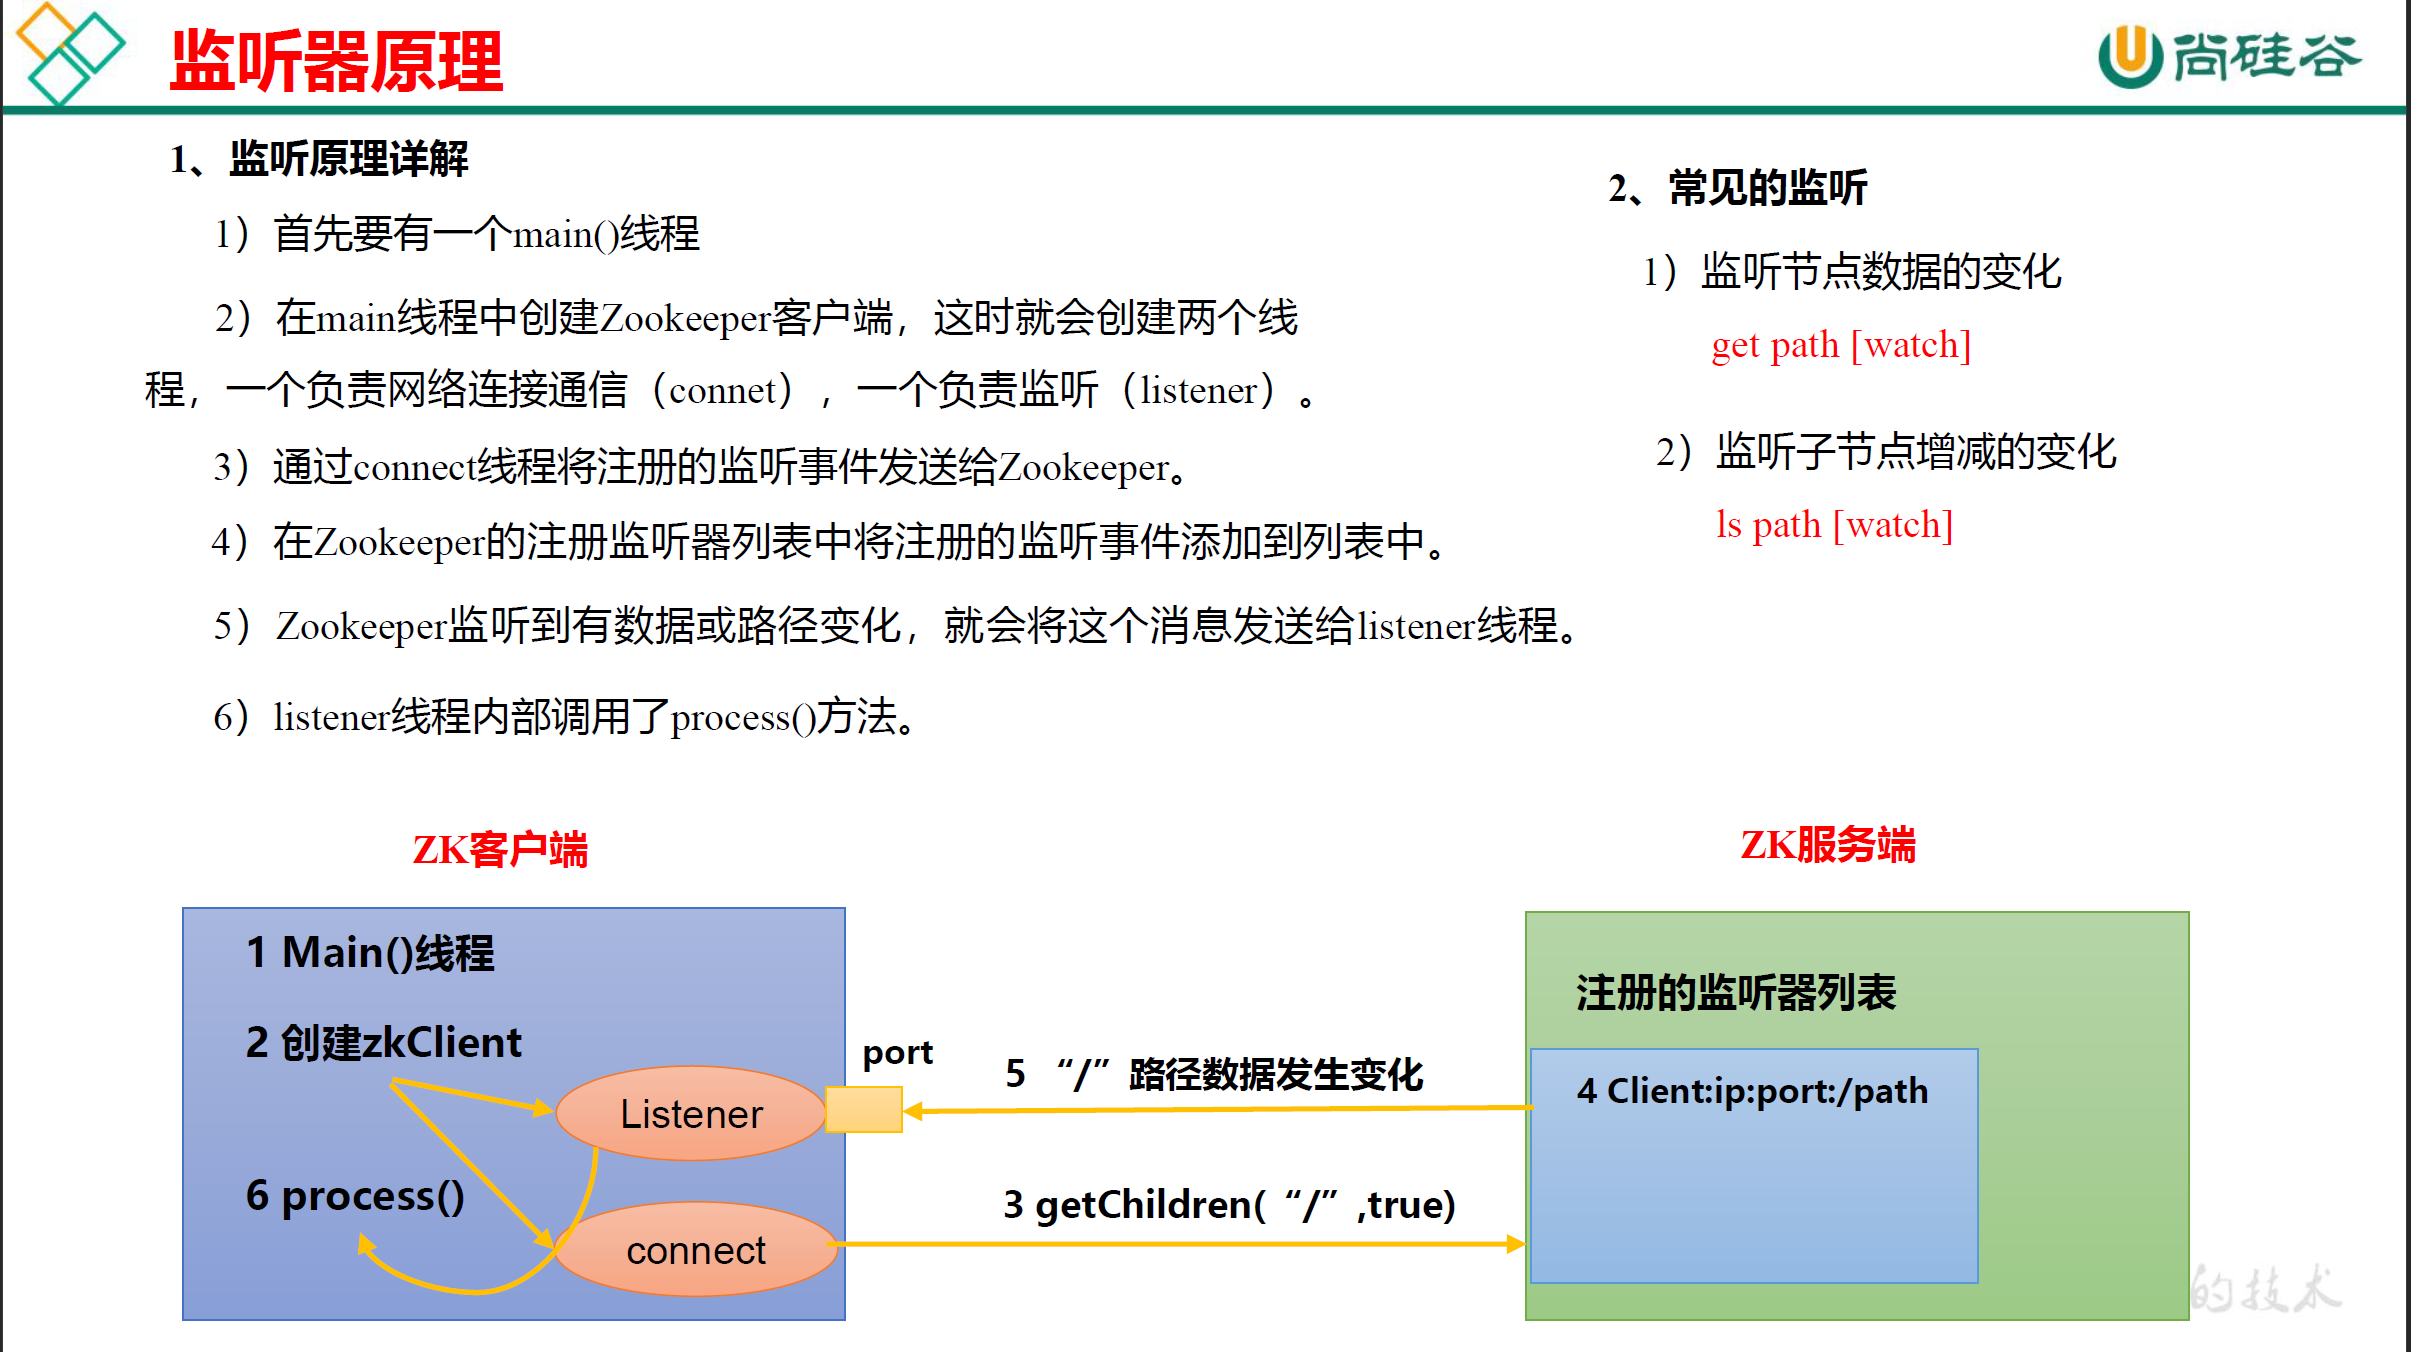 监听器原理
尚硅谷
1、监听原理详解
1）首先要有一个main()线程
2）在main线程中创建Zookeeper客户端，这时就会创建两个线
程，一个负责网络连接通信（connet），一个负责监听（listener）。
3）通过connect线程将注册的监听事件发送给Zookeeper。
4）在Zookeeper的注册监听器列表中将注册的监听事件添加到列表中。
5）Zookeeper监听到有数据或路径变化，就会将这个消息发送给listener线程。
6）listener线程内部调用了process()方法。
2、常见的监听
1）监听节点数据的变化
get path [watch]
2）监听子节点增减的变化
ls path [watch]
ZK客户端
1 Main()线程
2 创建zkClient
Listener
6 process()
connect
port
5 “/”路径数据发生变化
3 getChildren(“/”,true)
ZK服务端
注册的监听器列表
4 Client:ip:port:/path
的技术